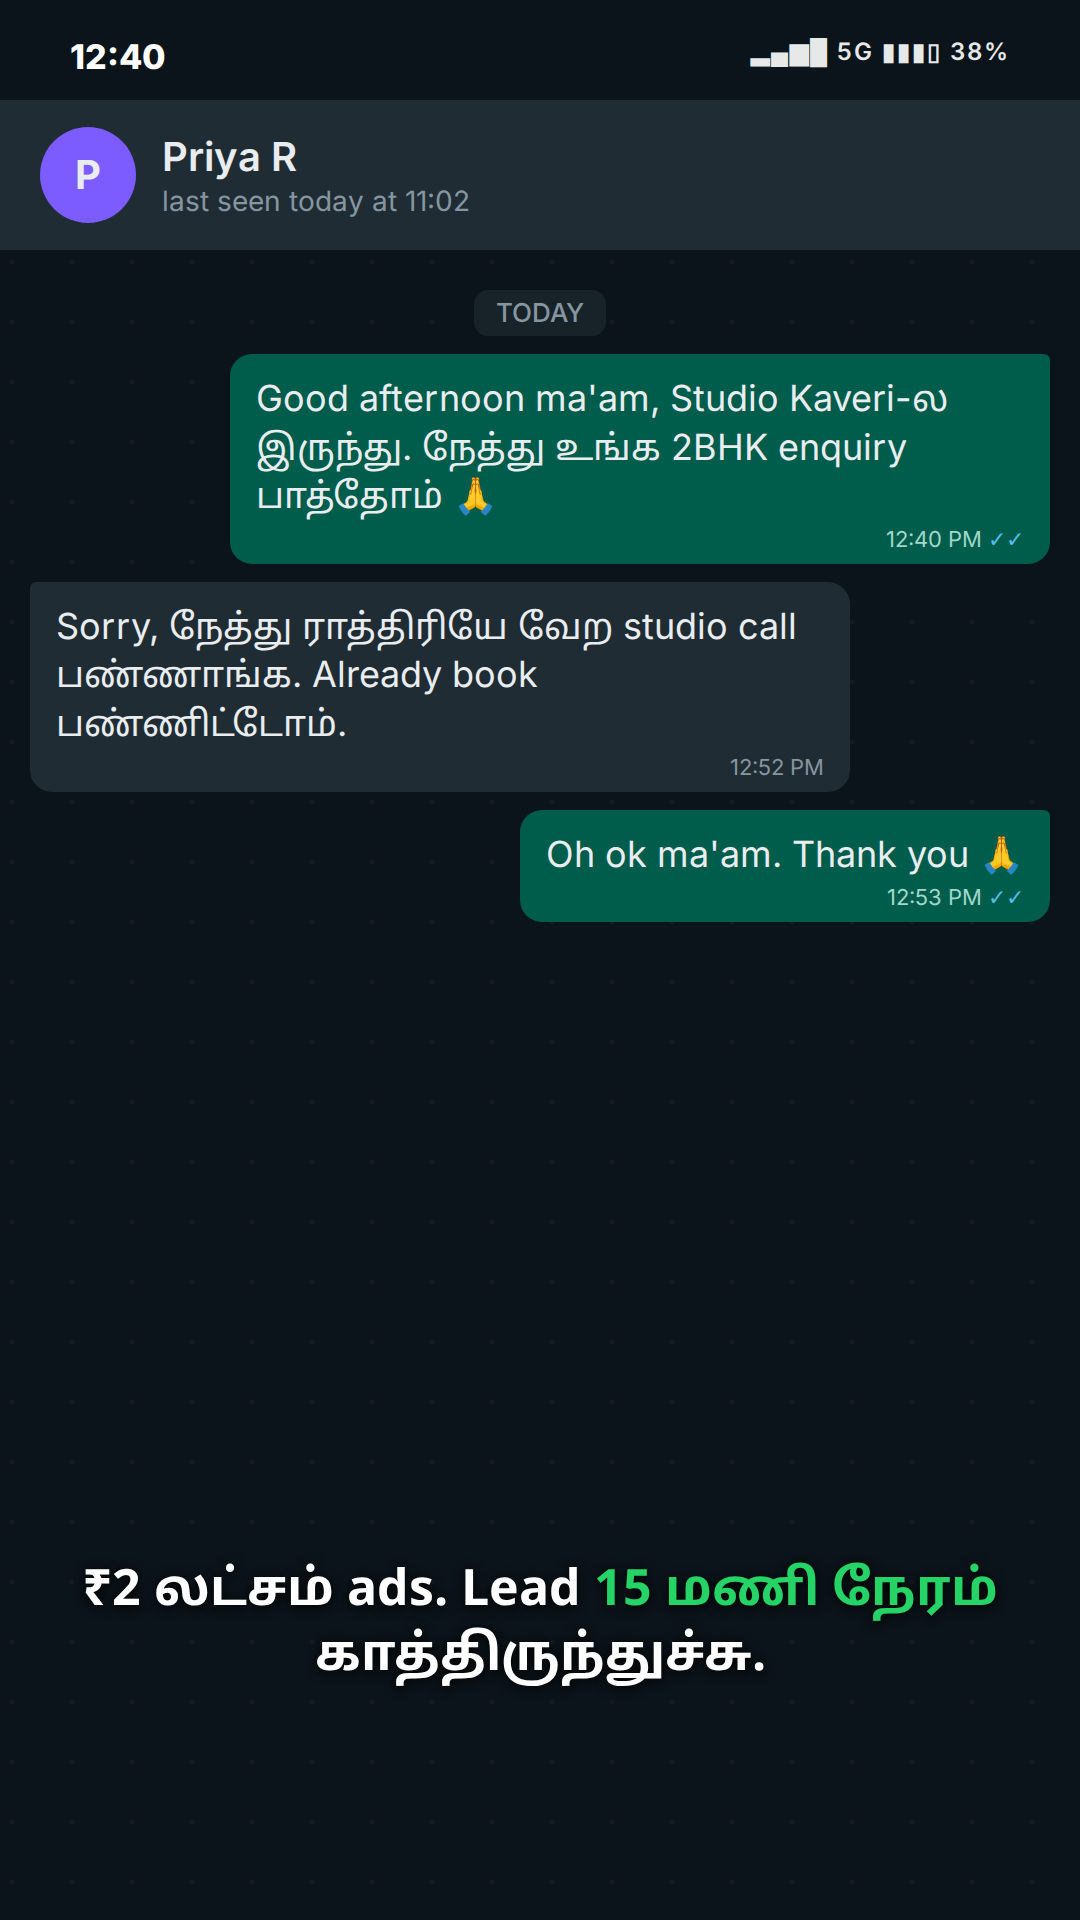 12:40
5G 38%
P
Priya R
last seen today at 11:02
TODAY
Good afternoon ma'am, Studio Kaveri-ல
இருந்து. நேத்து உங்க 2BHK enquiry
பாத்தோம் 🙏
12:40 PM ✓✓
Sorry, நேத்து ராத்திரியே வேற studio call
பண்ணாங்க. Already book
பண்ணிட்டோம்.
12:52 PM
Oh ok ma'am. Thank you 🙏
12:53 PM ✓✓
₹2 லட்சம் ads. Lead 15 மணி நேரம்
காத்திருந்துச்சு.